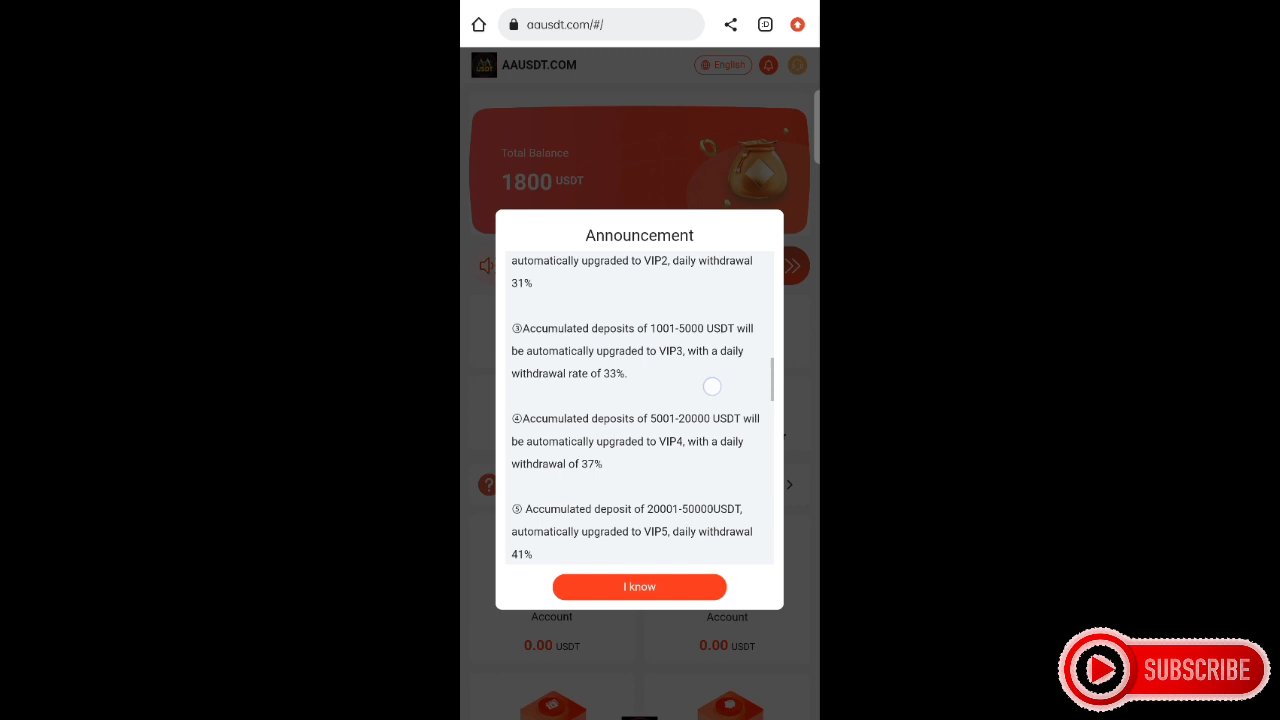 aausdt.com/#/
:D
AAUSDT.COM
English
Total Balance
1800 USDT
Announcement
automatically upgraded to VIP2, daily withdrawal
31%
③Accumulated deposits of 1001-5000 USDT will
be automatically upgraded to VIP3, with a daily
withdrawal rate of 33%.
④Accumulated deposits of 5001-20000 USDT will
be automatically upgraded to VIP4, with a daily
withdrawal of 37%
⑤ Accumulated deposit of 20001-50000USDT,
automatically upgraded to VIP5, daily withdrawal
41%
I know
Account
Account
0.00 USDT
0.00 USDT
SUBSCRIBE